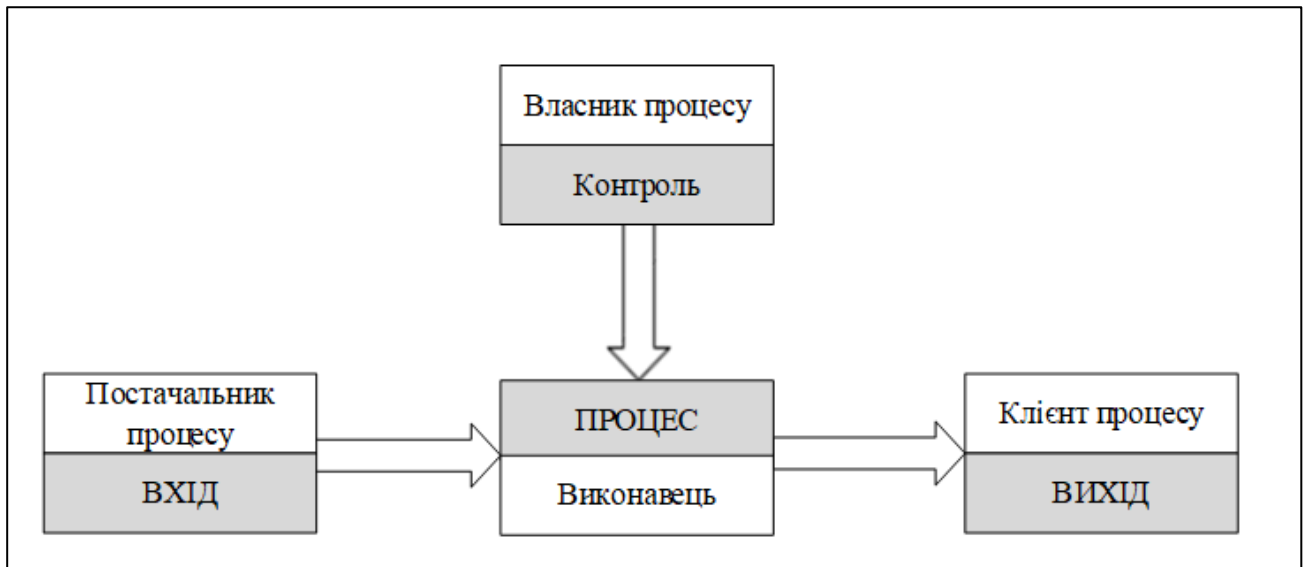 Власник процесу
Контроль
Постачальник
процесу
ВХІД
ПРОЦЕС
Виконавець
Клієнт процесу
ВИХІД